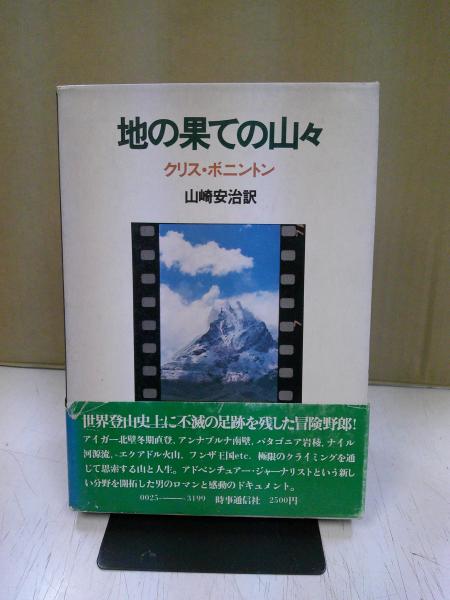 地の果ての山々
クリス・ボニントン
山崎安治訳
世界登山史上に不滅の足跡を残した冒険野郎!
アイガー北壁冬期直登、アンナプルナ南壁、パタゴニア岩稜、ナイル
河源流、エクアドル火山、フンザ王国etc. 極限のクライミングを通
じて思索する山と人生。アドベンチュアー・ジャーナリストという新し
い分野を開拓した男のロマンと感動のドキュメント。
0025―――3199 時事通信社 2500円